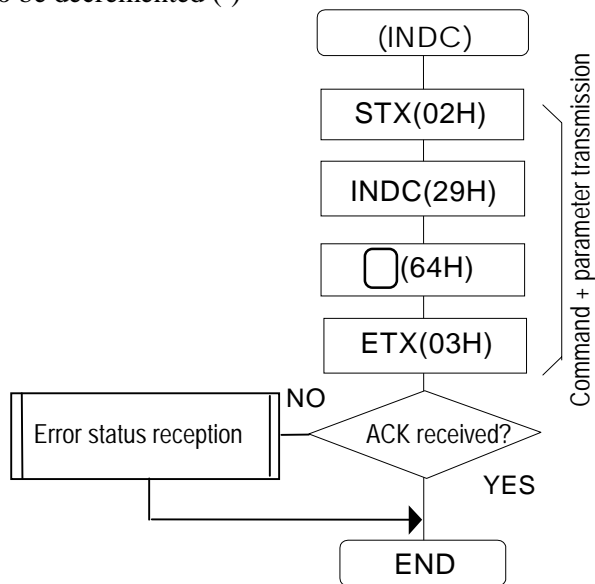 to be decremented (-)
(INDC)
STX(02H)
INDC(29H)
(64H)
ETX(03H)
Command + parameter transmission
NO
Error status reception
ACK received?
YES
END